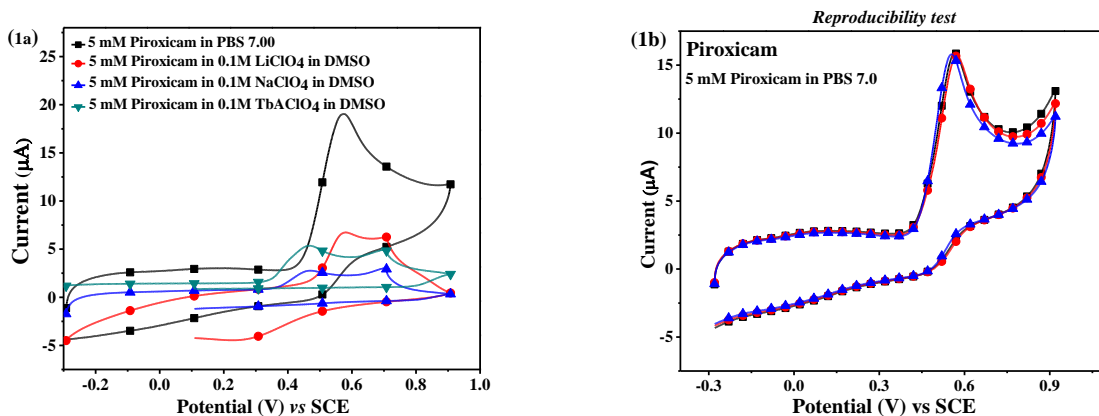 (1a)
5 mM Piroxicam in PBS 7.00
5 mM Piroxicam in 0.1M LiClO4 in DMSO
5 mM Piroxicam in 0.1M NaClO4 in DMSO
5 mM Piroxicam in 0.1M TbAClO4 in DMSO
25
20
15
10
5
0
-5
Current (μA)
-0.2 0.0 0.2 0.4 0.6 0.8 1.0
Potential (V) vs SCE
Reproducibility test
(1b)
Piroxicam
5 mM Piroxicam in PBS 7.0
15
10
5
0
-5
Current (μA)
-0.3 0.0 0.3 0.6 0.9
Potential (V) vs SCE